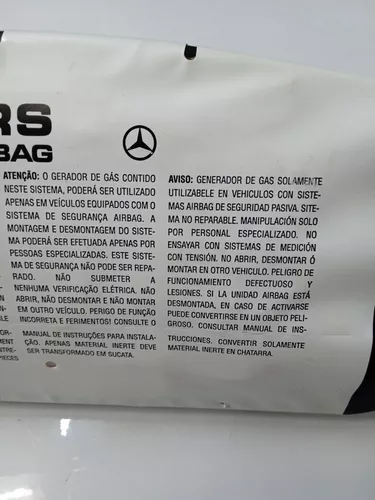 RS
BAG
ATENÇÃO: O GERADOR DE GÁS CONTIDO
NESTE SISTEMA, PODERÁ SER UTILIZADO
APENAS EM VEÍCULOS EQUIPADOS COM O
SISTEMA DE SEGURANÇA AIRBAG. A
MONTAGEM E DESMONTAGEM DO SISTE-
MA PODERÁ SER EFETUADA APENAS POR
PESSOAS ESPECIALIZADAS. ESTE SISTE-
MA DE SEGURANÇA NÃO PODE SER REPA-
RADO. NÃO SUBMETER A
NENHUMA VERIFICAÇÃO ELÉTRICA. NÃO
ABRIR, NÃO DESMONTAR E NÃO MONTAR
EM OUTRO VEÍCULO. PERIGO DE FUNÇÃO
INCORRETA E FERIMENTOS! CONSULTE O
MANUAL DE INSTRUÇÕES PARA INSTALA-
ÇÃO. APENAS MATERIAL INERTE DEVE
SER TRANSFORMADO EM SUCATA.
AVISO: GENERADOR DE GAS SOLAMENTE
UTILIZABELE EN VEHICULOS CON SISTE-
MAS AIRBAG DE SEGURIDAD PASIVA. SITE-
MA NO REPARABLE. MANIPULACIÓN SOLO
POR PERSONAL ESPECIALIZADO. NO
ENSAYAR CON SISTEMAS DE MEDICIÓN
CON TENSIÓN. NO ABRIR, DESMONTAR Ó
MONTAR EN OTRO VEHICULO. PELIGRO DE
FUNCIONAMIENTO DEFECTUOSO Y
LESIONES. SI LA UNIDAD AIRBAG ESTÁ
DESMONTADA, EN CASO DE ACTIVARSE
PUEDE CONVERTIRSE EN UN OBJETO PELI-
GROSO. CONSULTAR MANUAL DE INS-
TRUCCIONES. CONVERTIR SOLAMENTE
MATERIAL INERTE EN CHATARRA.